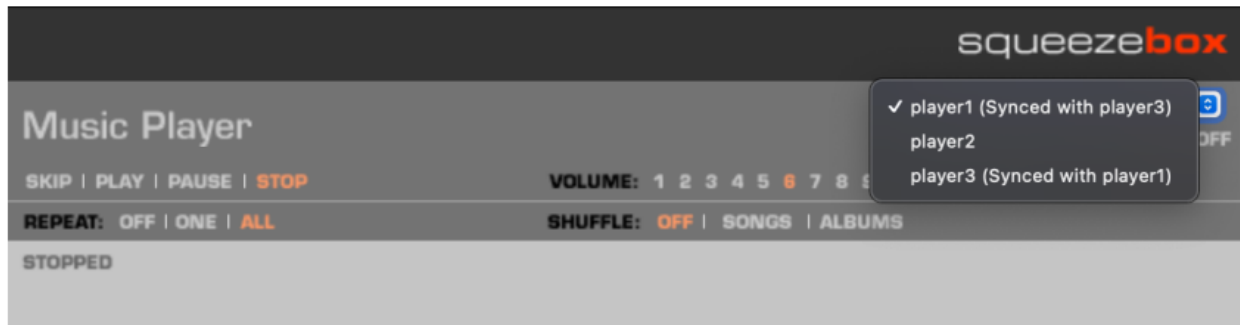 squeezebox
Music Player
✓ player1 (Synced with player3)
player2
player3 (Synced with player1)
OFF
SKIP | PLAY | PAUSE | STOP
VOLUME: 1 2 3 4 5 6 7 8
REPEAT: OFF | ONE | ALL
SHUFFLE: OFF | SONGS | ALBUMS
STOPPED